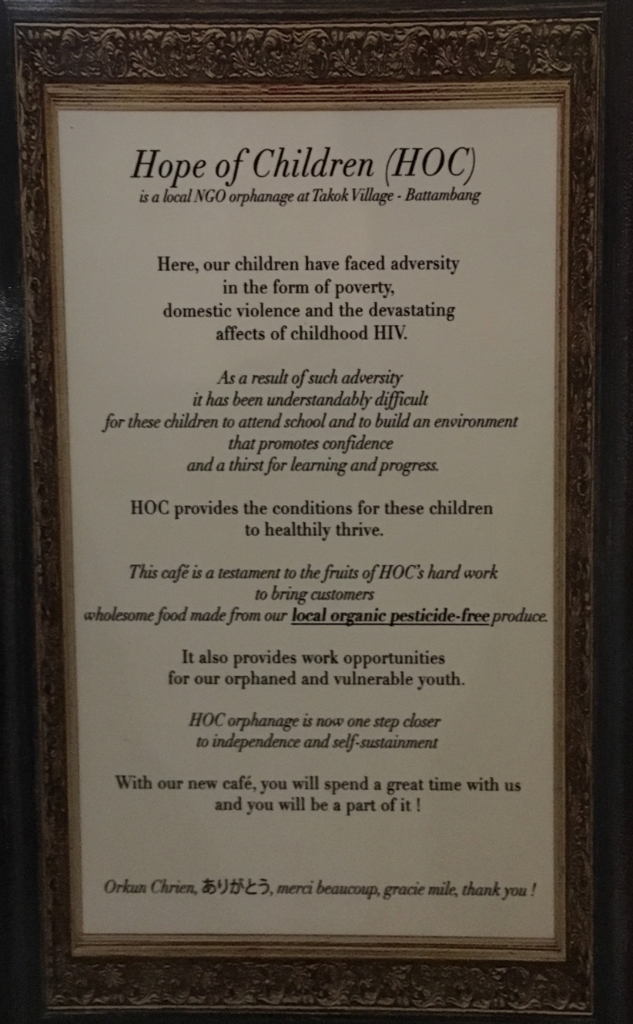 Hope of Children (HOC)
is a local NGO orphanage at Takok Village - Battambang
Here, our children have faced adversity
in the form of poverty,
domestic violence and the devastating
affects of childhood HIV.
As a result of such adversity
it has been understandably difficult
for these children to attend school and to build an environment
that promotes confidence
and a thirst for learning and progress.
HOC provides the conditions for these children
to healthily thrive.
This café is a testament to the fruits of HOC's hard work
to bring customers
wholesome food made from our local organic pesticide-free produce.
It also provides work opportunities
for our orphaned and vulnerable youth.
HOC orphanage is now one step closer
to independence and self-sustainment
With our new café, you will spend a great time with us
and you will be a part of it !
Orkun Chrien, ありがとう, merci beaucoup, gracie mile, thank you !